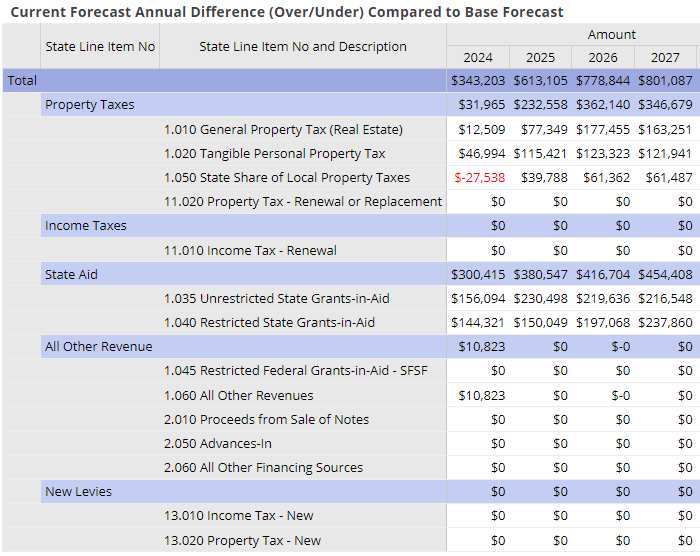 Current Forecast Annual Difference (Over/Under) Compared to Base Forecast
State Line Item No State Line Item No and Description Amount
2024 2025 2026 2027
Total $343,203 $613,105 $778,844 $801,087
Property Taxes $31,965 $232,558 $362,140 $346,679
1.010 General Property Tax (Real Estate) $12,509 $77,349 $177,455 $163,251
1.020 Tangible Personal Property Tax $46,994 $115,421 $123,323 $121,941
1.050 State Share of Local Property Taxes $-27,538 $39,788 $61,362 $61,487
11.020 Property Tax - Renewal or Replacement $0 $0 $0 $0
Income Taxes $0 $0 $0 $0
11.010 Income Tax - Renewal $0 $0 $0 $0
State Aid $300,415 $380,547 $416,704 $454,408
1.035 Unrestricted State Grants-in-Aid $156,094 $230,498 $219,636 $216,548
1.040 Restricted State Grants-in-Aid $144,321 $150,049 $197,068 $237,860
All Other Revenue $10,823 $0 $-0 $0
1.045 Restricted Federal Grants-in-Aid - SFSF $0 $0 $0 $0
1.060 All Other Revenues $10,823 $0 $-0 $0
2.010 Proceeds from Sale of Notes $0 $0 $0 $0
2.050 Advances-In $0 $0 $0 $0
2.060 All Other Financing Sources $0 $0 $0 $0
New Levies $0 $0 $0 $0
13.010 Income Tax - New $0 $0 $0 $0
13.020 Property Tax - New $0 $0 $0 $0